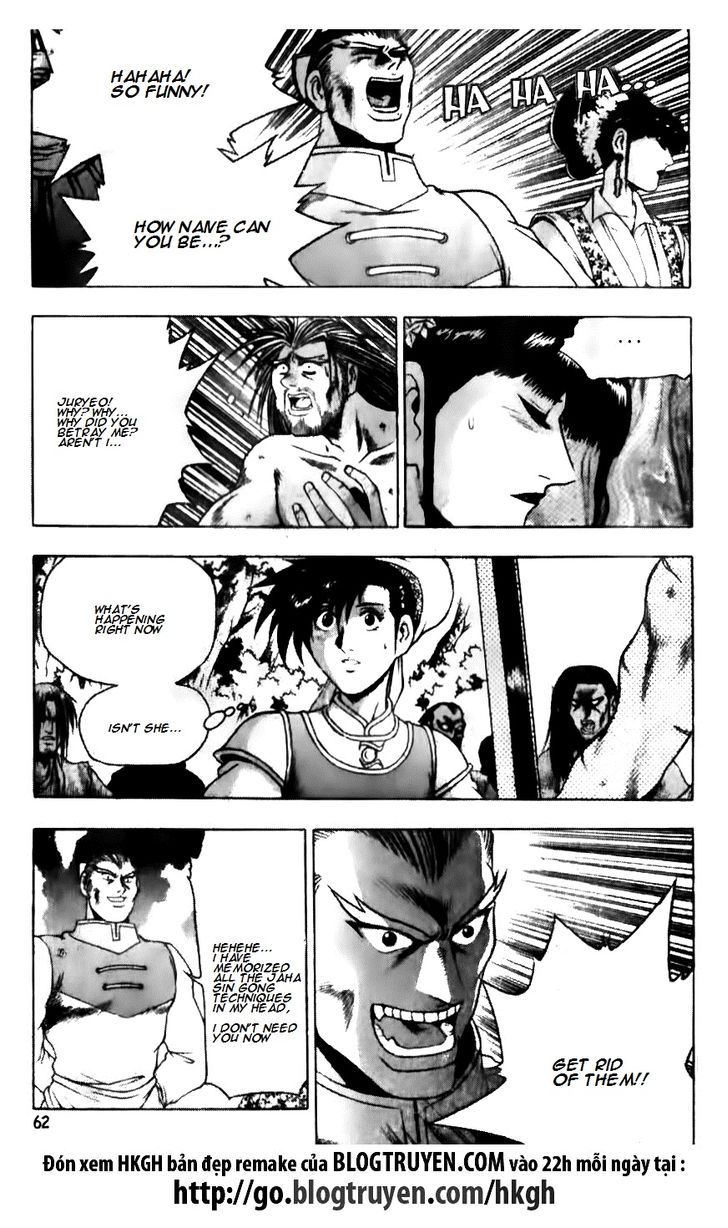 HAHAHA!
SO FUNNY!
HA HA HA...
HOW NAIVE CAN
YOU BE...?
JURYEO!
WHY? WHY...
WHY DID YOU
BETRAY ME?
AREN'T I...
...
WHAT'S
HAPPENING
RIGHT NOW
ISN'T SHE...
HEHEHE...
I HAVE
MEMORIZED
ALL THE JAHA
SIN GONG
TECHNIQUES
IN MY HEAD,
I DON'T NEED
YOU NOW
GET RID
OF THEM!!
62
Đón xem HKGH bản đẹp remake của BLOGTRUYEN.COM vào 22h mỗi ngày tại :
http://go.blogtruyen.com/hkgh